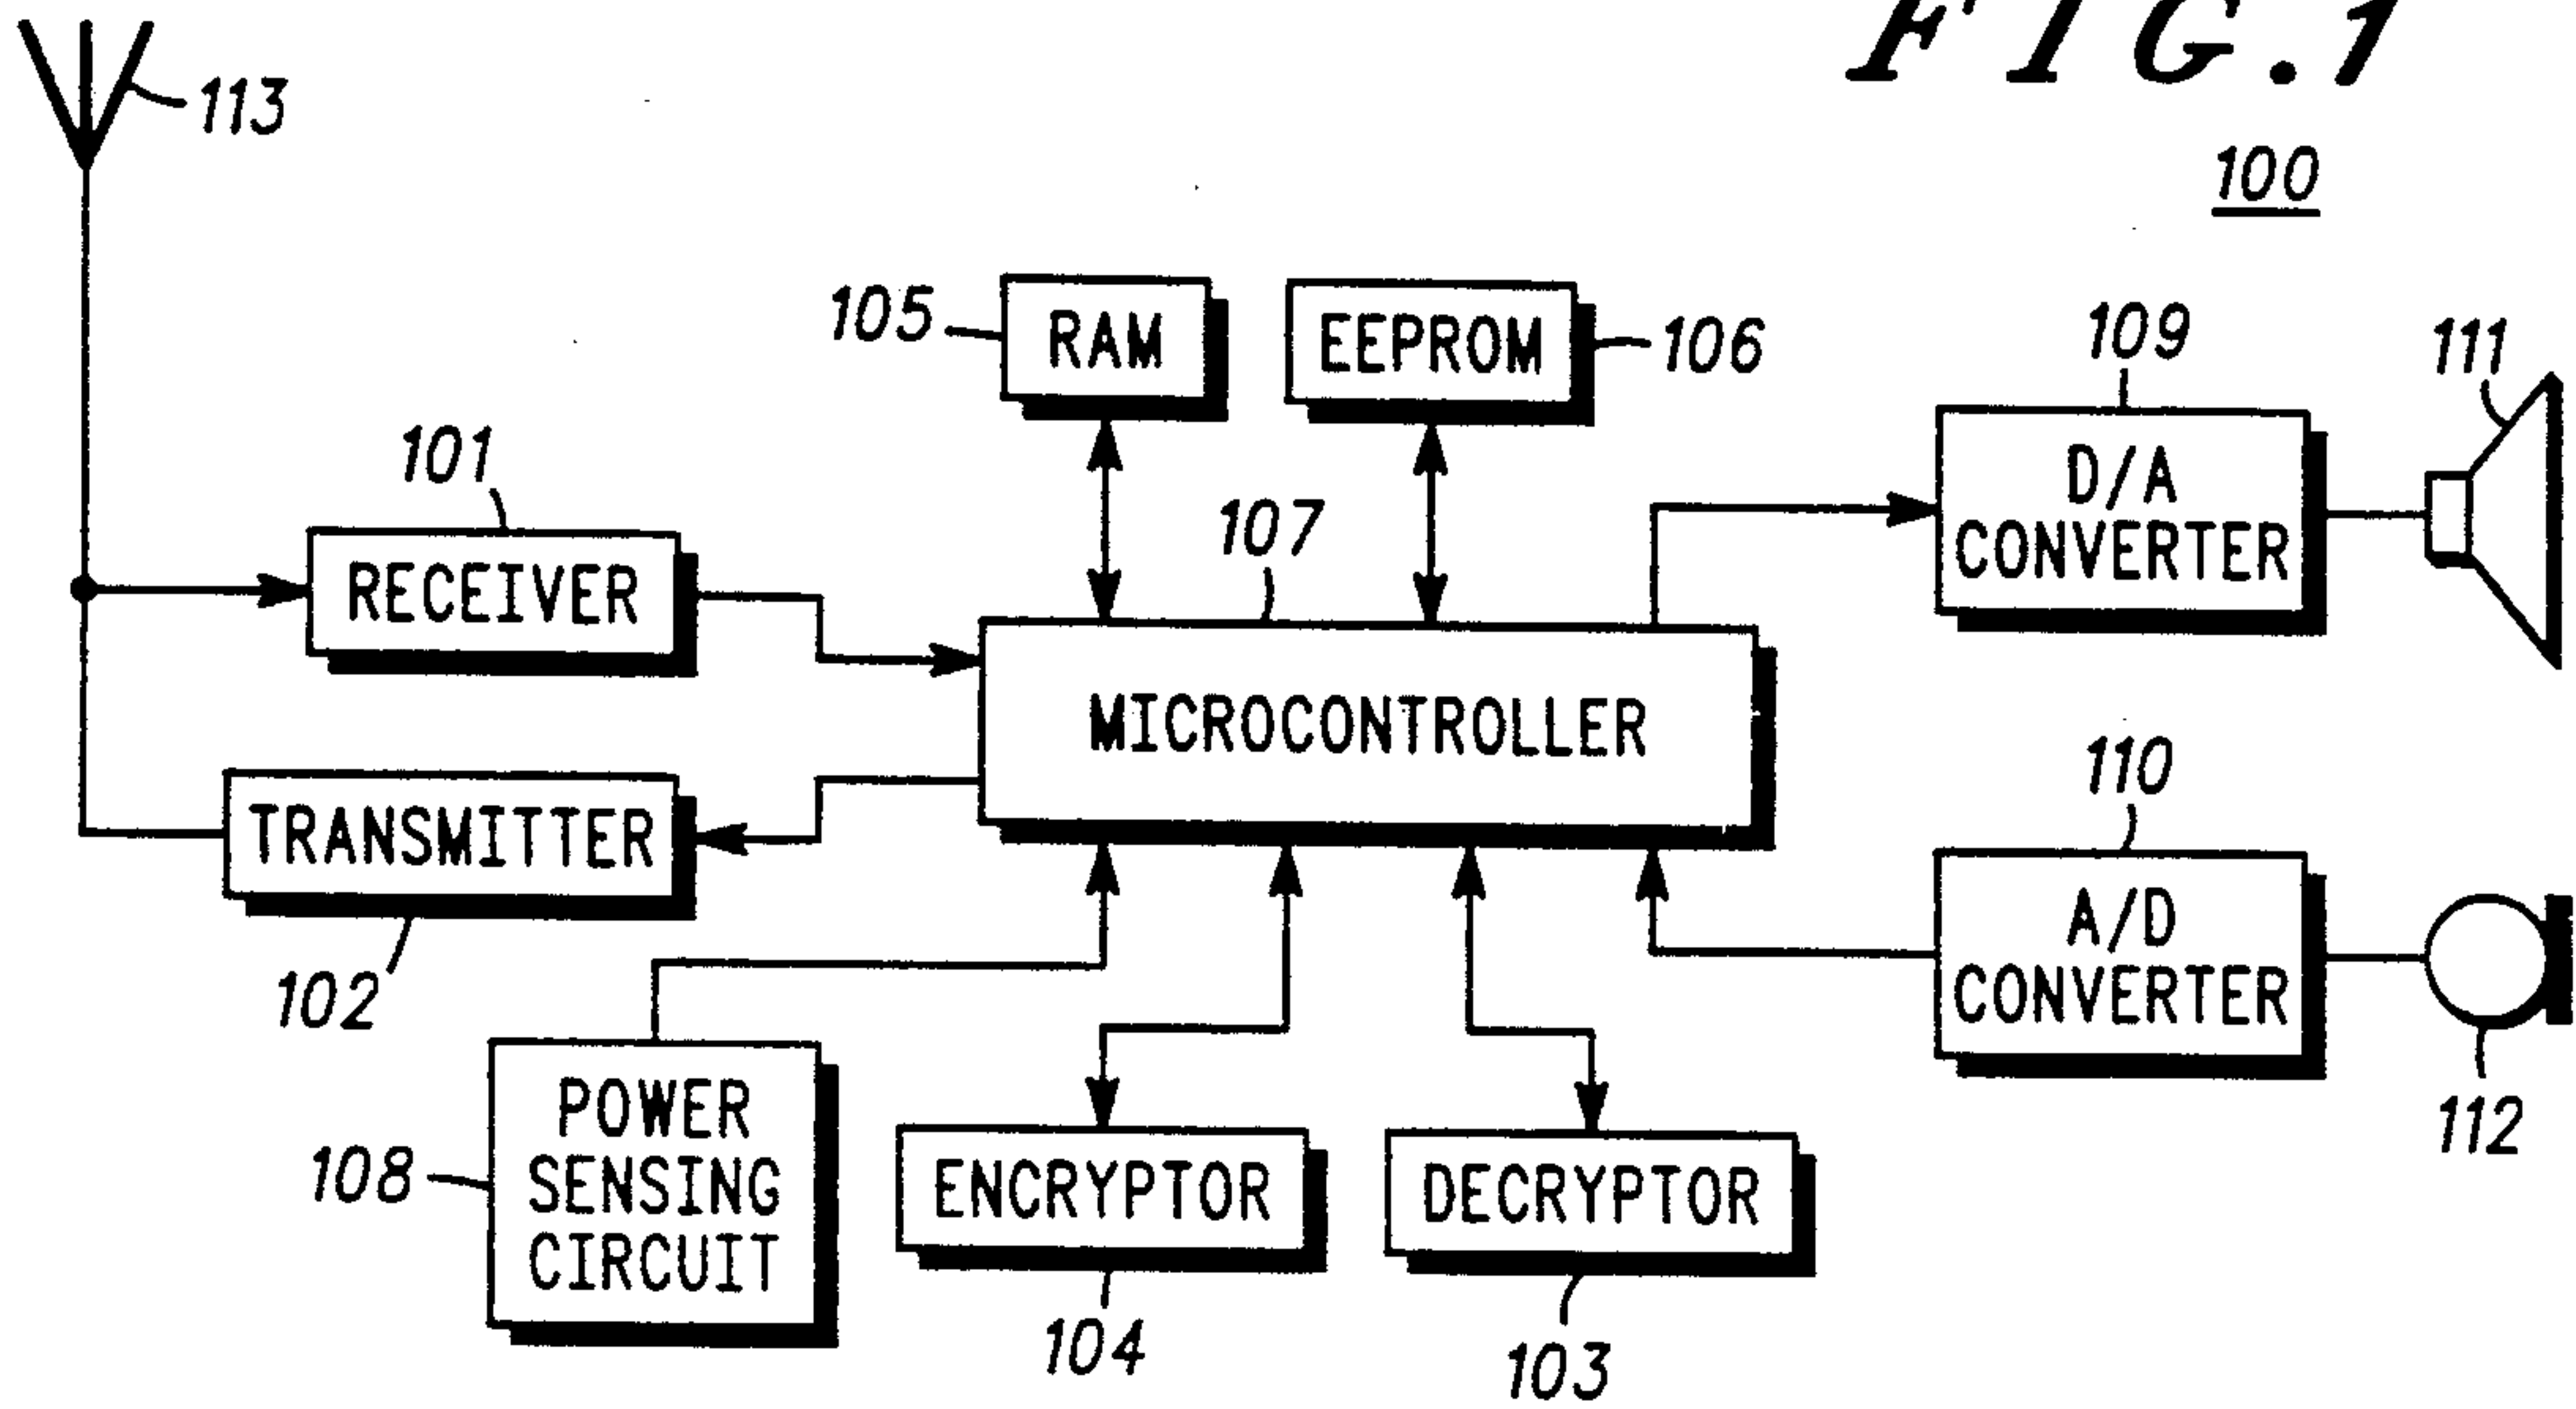 FIG.1
100
113
105
RAM
EEPROM
106
109
111
101
107
D/A
CONVERTER
RECEIVER
MICROCONTROLLER
110
TRANSMITTER
A/D
CONVERTER
102
112
108
POWER
SENSING
CIRCUIT
ENCRYPTOR
DECRYPTOR
104
103